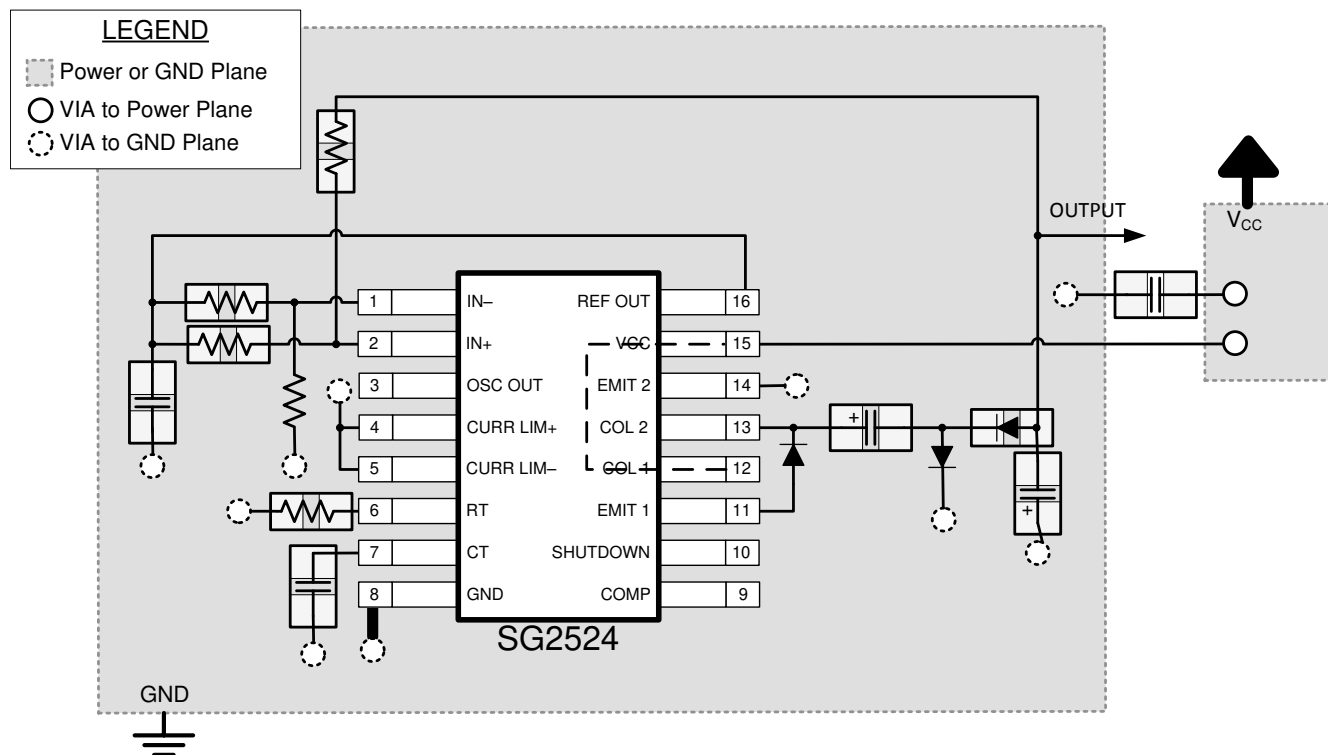 LEGEND
Power or GND Plane
VIA to Power Plane
VIA to GND Plane
OUTPUT
VCC
1 IN– REF OUT 16
2 IN+ VCC 15
3 OSC OUT EMIT 2 14
4 CURR LIM+ COL 2 13
5 CURR LIM– COL 1 12
6 RT EMIT 1 11
7 CT SHUTDOWN 10
8 GND COMP 9
+
+
SG2524
GND